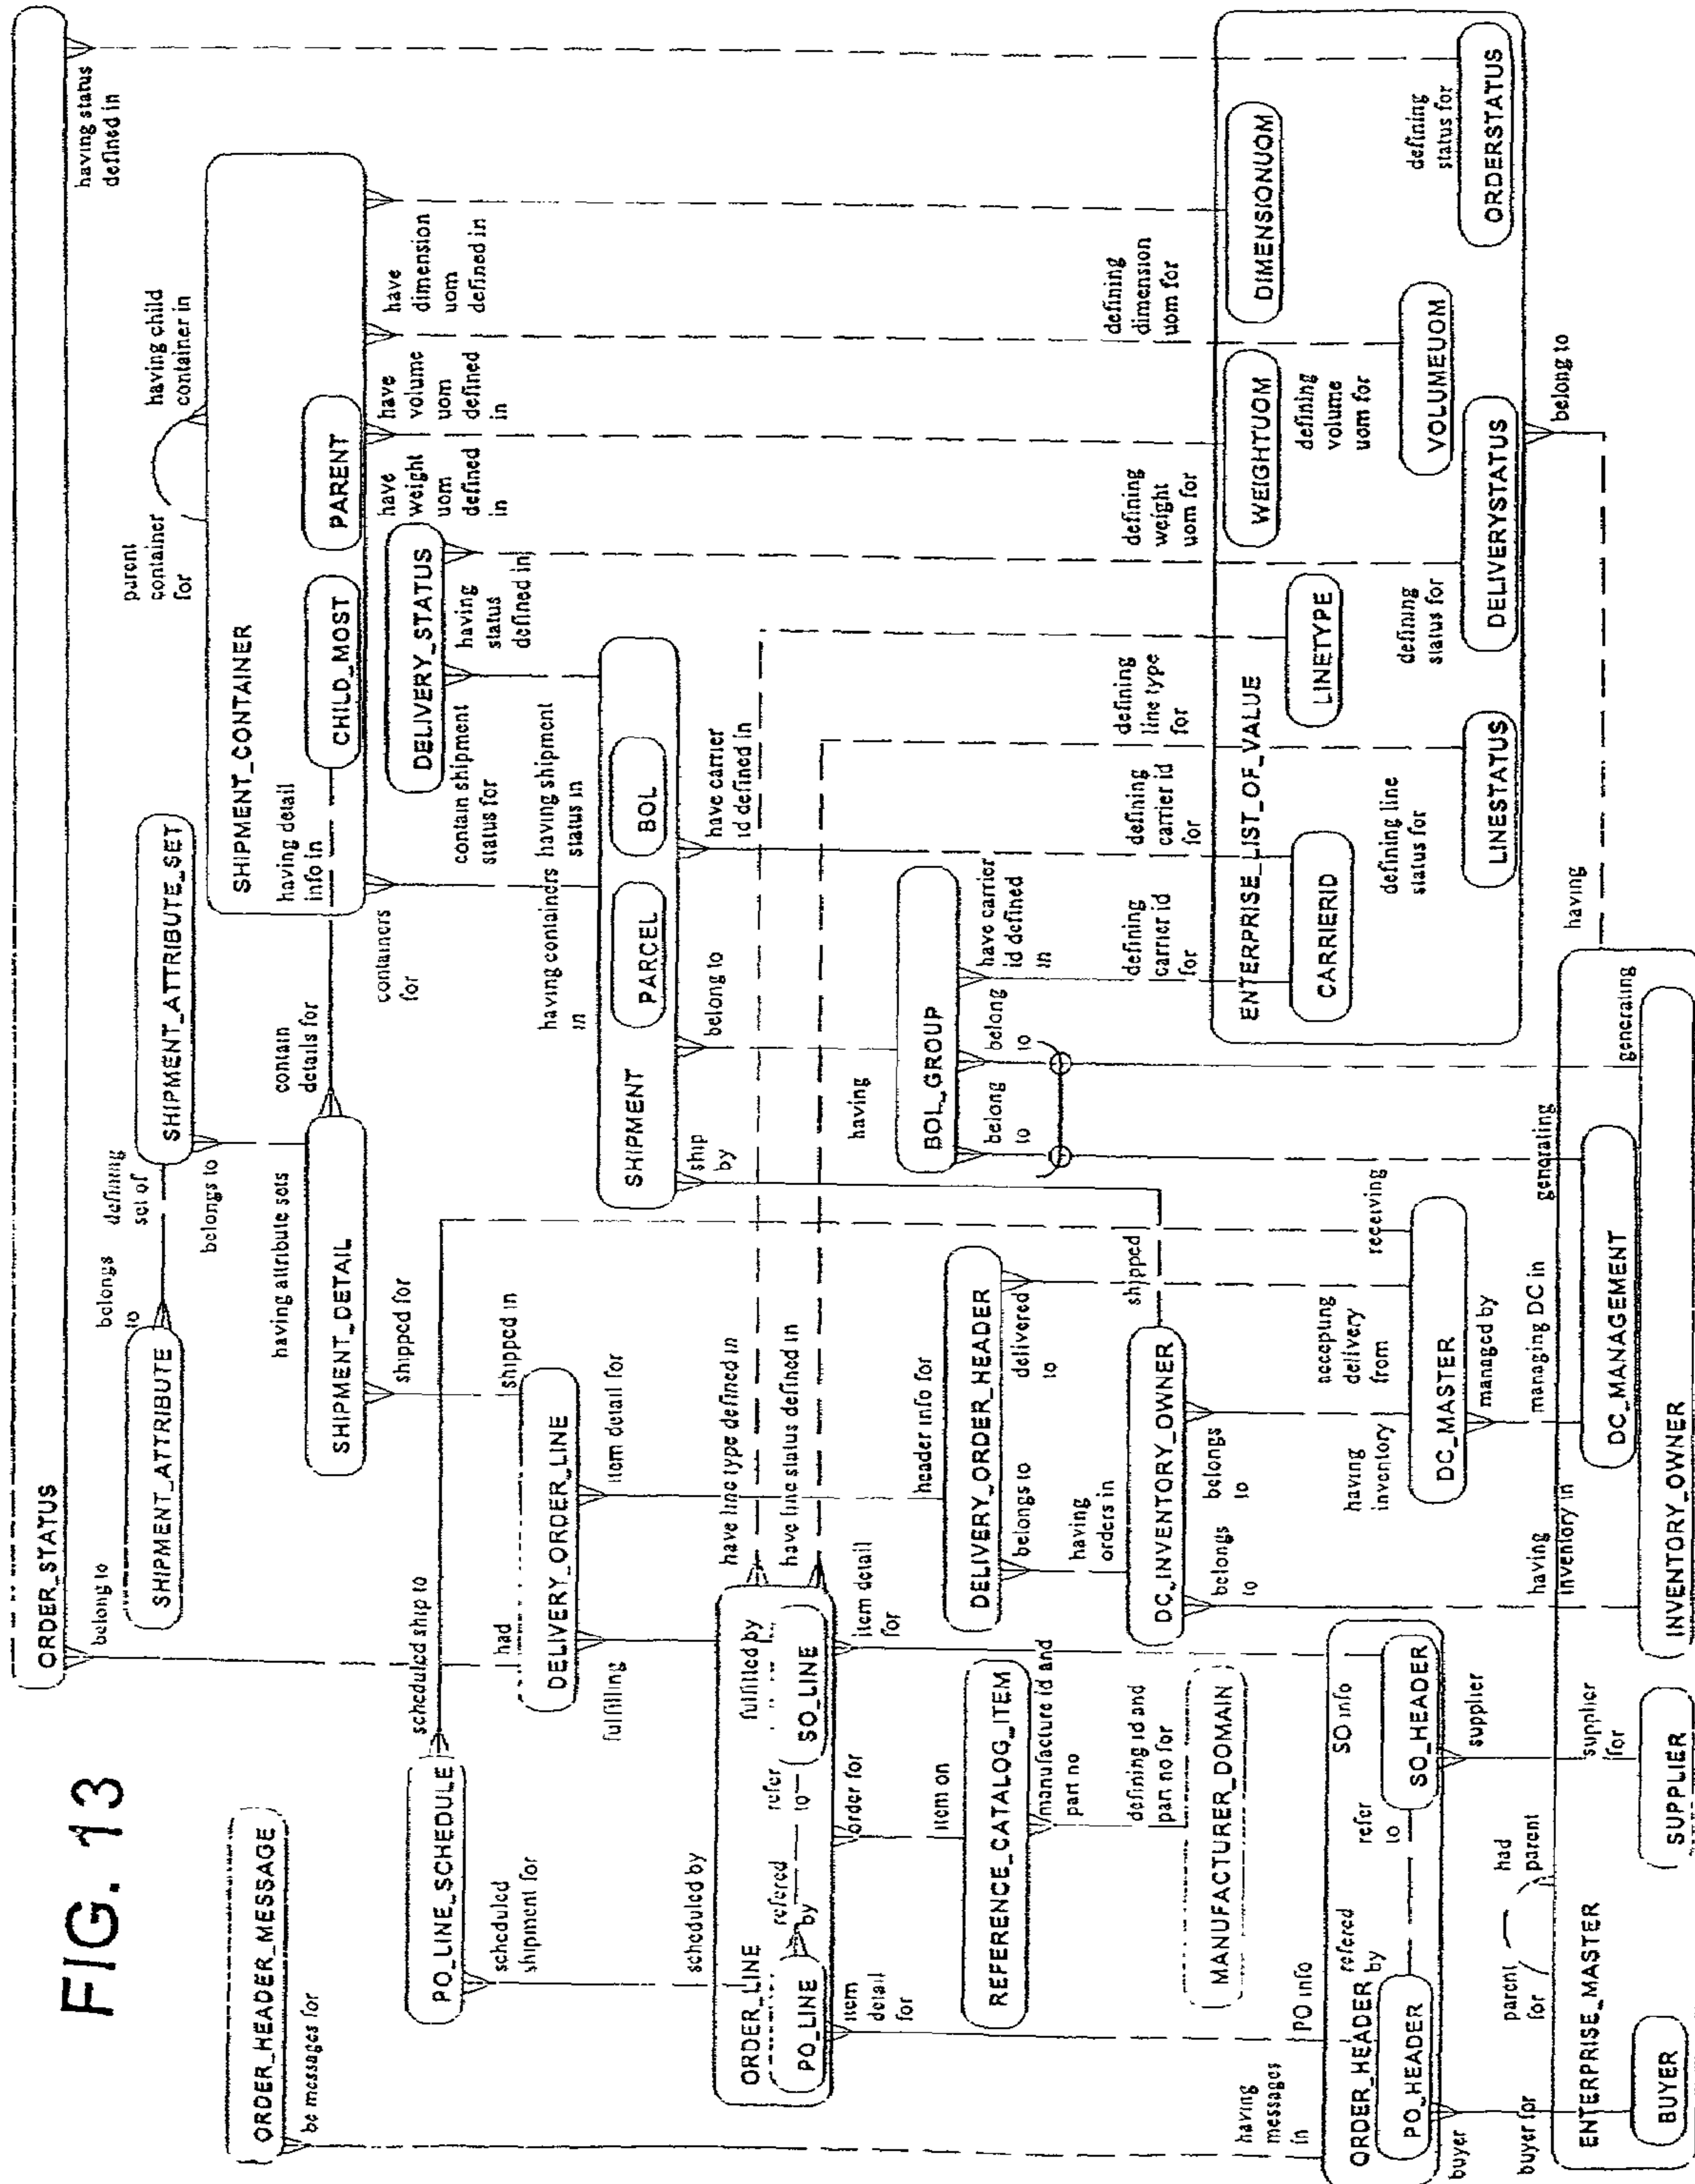 FIG. 13
ORDER_STATUS
having status
defined in
belong to
ORDER_HEADER_MESSAGE
be messages for
SHIPMENT_ATTRIBUTE
belongs
to
defining
set of
SHIPMENT_ATTRIBUTE_SET
belongs to
having attribute sets
SHIPMENT_DETAIL
shipped for
contain
details for
SHIPMENT_CONTAINER
having detail
info in
CHILD_MOST
PARENT
parent
container
for
having child
container in
containers
for
have
weight
uom
defined
in
have
volume
uom
defined
in
have
dimension
uom
defined in
DELIVERY_STATUS
contain shipment
status for
having
status
defined in
PO_LINE_SCHEDULE
scheduled
shipment for
scheduled ship to
shipped in
had
DELIVERY_ORDER_LINE
fulfilling
item detail for
SHIPMENT
PARCEL
BOL
having containers
in
having shipment
status in
ship
by
belong to
have carrier
id defined in
scheduled by
ORDER_LINE
PO_LINE
refered
by
refer
to
fulfilled by
SO_LINE
have line type defined in
have line status defined in
item
detail
for
order for
item detail
for
item on
REFERENCE_CATALOG_ITEM
manufacture id and
part no
defining id and
part no for
MANUFACTURER_DOMAIN
header info for
DELIVERY_ORDER_HEADER
belongs to
delivered
to
having
orders in
DC_INVENTORY_OWNER
shipped
belongs
to
belongs
to
having
BOL_GROUP
belong
to
belong
to
have carrier
id defined
in
defining
carrier id
for
defining
carrier id
for
defining
line type
for
defining
weight
uom for
defining
dimension
uom for
ENTERPRISE_LIST_OF_VALUE
CARRIERID
LINETYPE
WEIGHTUOM
DIMENSIONUOM
defining line
status for
defining
status for
defining
volume
uom for
defining
status for
LINESTATUS
DELIVERYSTATUS
VOLUMEUOM
ORDERSTATUS
belong to
having
having
messages
in
PO info
SO info
ORDER_HEADER
refered
by
refer
to
PO_HEADER
SO_HEADER
buyer
supplier
having
inventory
accepting
delivery
from
receiving
DC_MASTER
managed by
managing DC in
generating
generating
buyer for
parent
for
had
parent
supplier
for
having
inventory in
ENTERPRISE_MASTER
BUYER
SUPPLIER
DC_MANAGEMENT
INVENTORY_OWNER